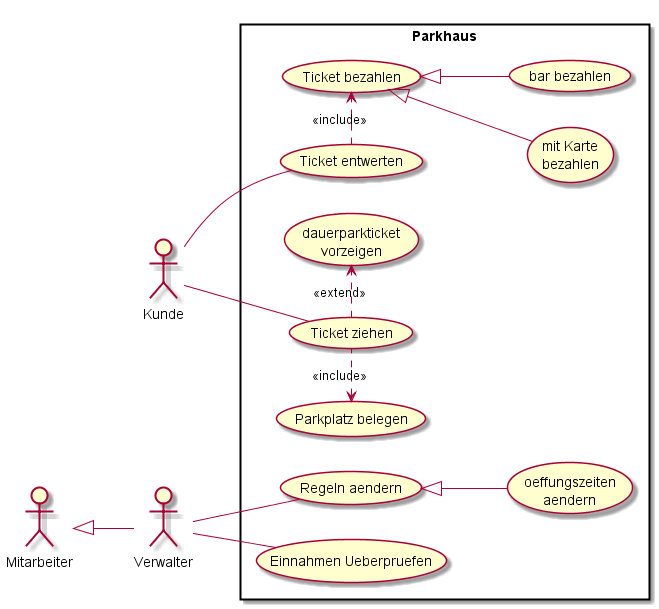 Parkhaus
Ticket bezahlen
bar bezahlen
«include»
mit Karte
bezahlen
Ticket entwerten
dauerparkticket
vorzeigen
«extend»
Kunde
Ticket ziehen
«include»
Parkplatz belegen
Regeln aendern
oeffungszeiten
aendern
Mitarbeiter
Verwalter
Einnahmen Ueberpruefen